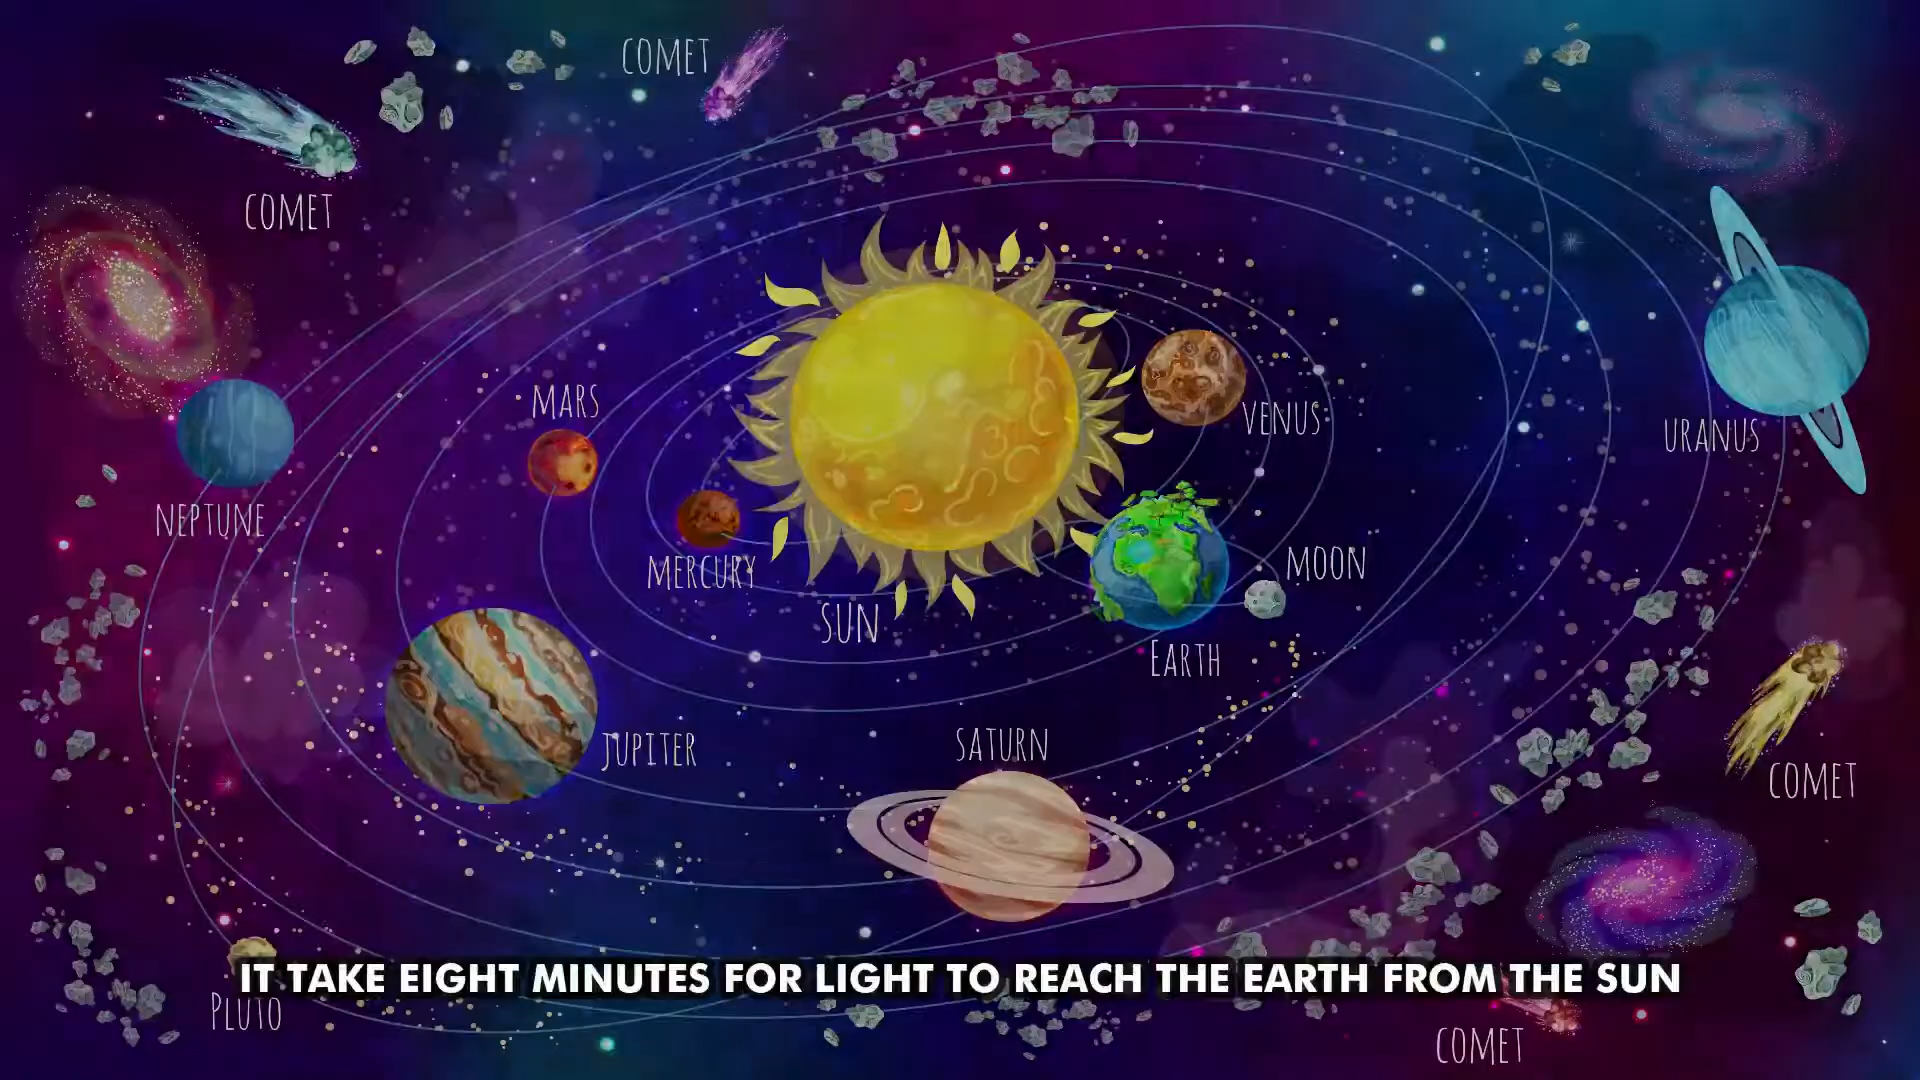 COMET
COMET
MARS
VENUS
URANUS
NEPTUNE
MERCURY
MOON
SUN
EARTH
JUPITER
SATURN
COMET
IT TAKE EIGHT MINUTES FOR LIGHT TO REACH THE EARTH FROM THE SUN
PLUTO
COMET